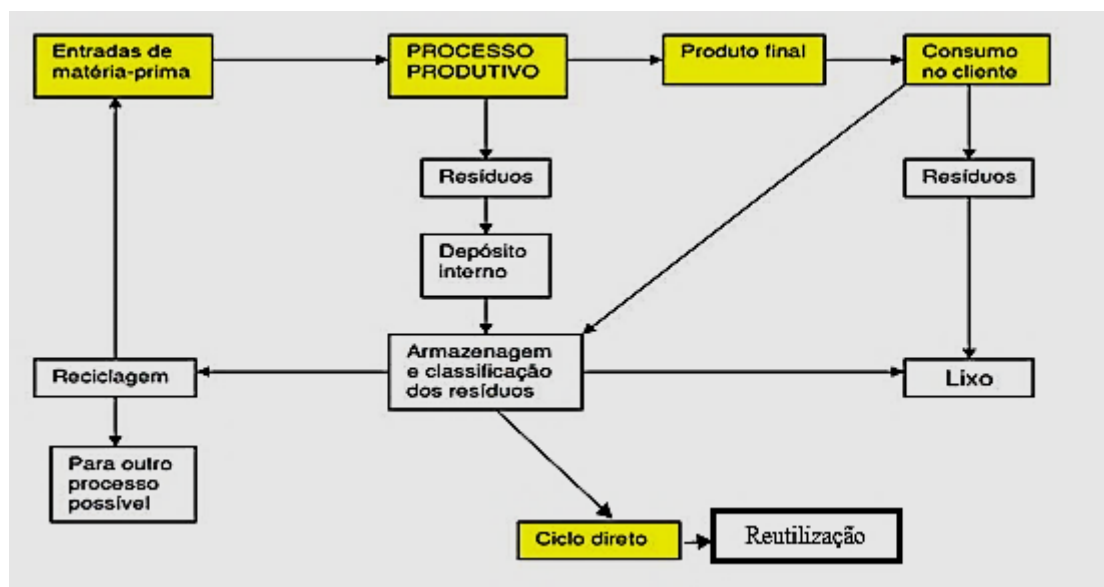 Entradas de
matéria-prima
PROCESSO
PRODUTIVO
Produto final
Consumo
no cliente
Resíduos
Resíduos
Depósito
interno
Armazenagem
e classificação
dos resíduos
Reciclagem
Lixo
Para outro
processo
possível
Ciclo direto
Reutilização